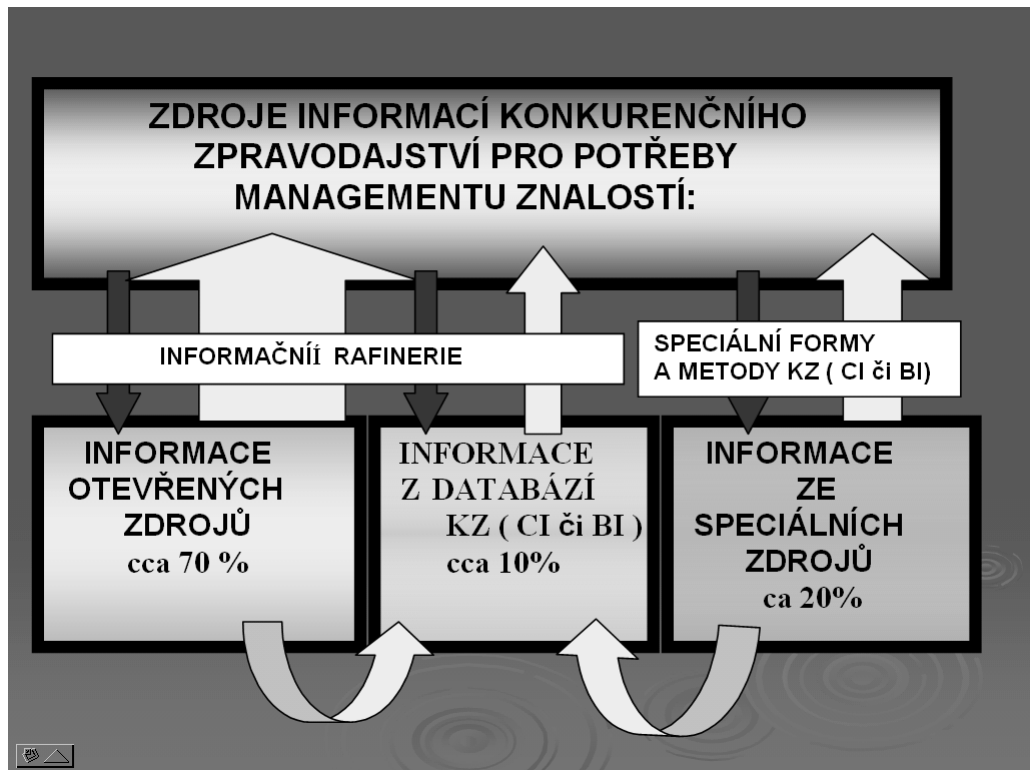 ZDROJE INFORMACÍ KONKURENČNÍHO
ZPRAVODAJSTVÍ PRO POTŘEBY
MANAGEMENTU ZNALOSTÍ:
INFORMAČNÍÍ RAFINERIE
SPECIÁLNÍ FORMY
A METODY KZ ( CI či BI)
INFORMACE
OTEVŘENÝCH
ZDROJŮ
cca 70 %
INFORMACE
Z DATABÁZÍ
KZ ( CI či BI )
cca 10%
INFORMACE
ZE
SPECIÁLNÍCH
ZDROJŮ
ca 20%